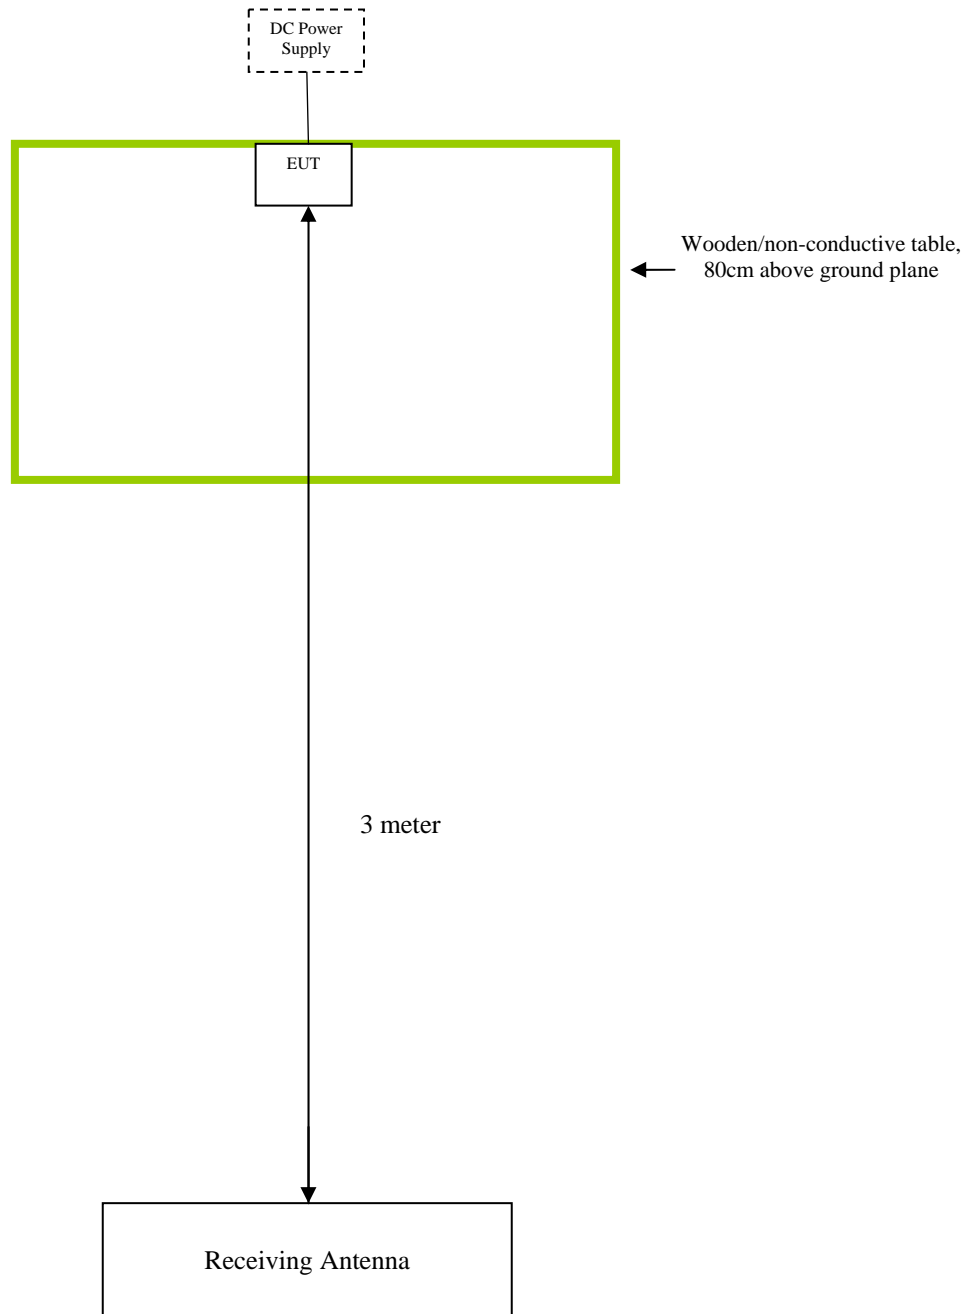 DC Power
Supply
EUT
Wooden/non-conductive table,
80cm above ground plane
3 meter
Receiving Antenna